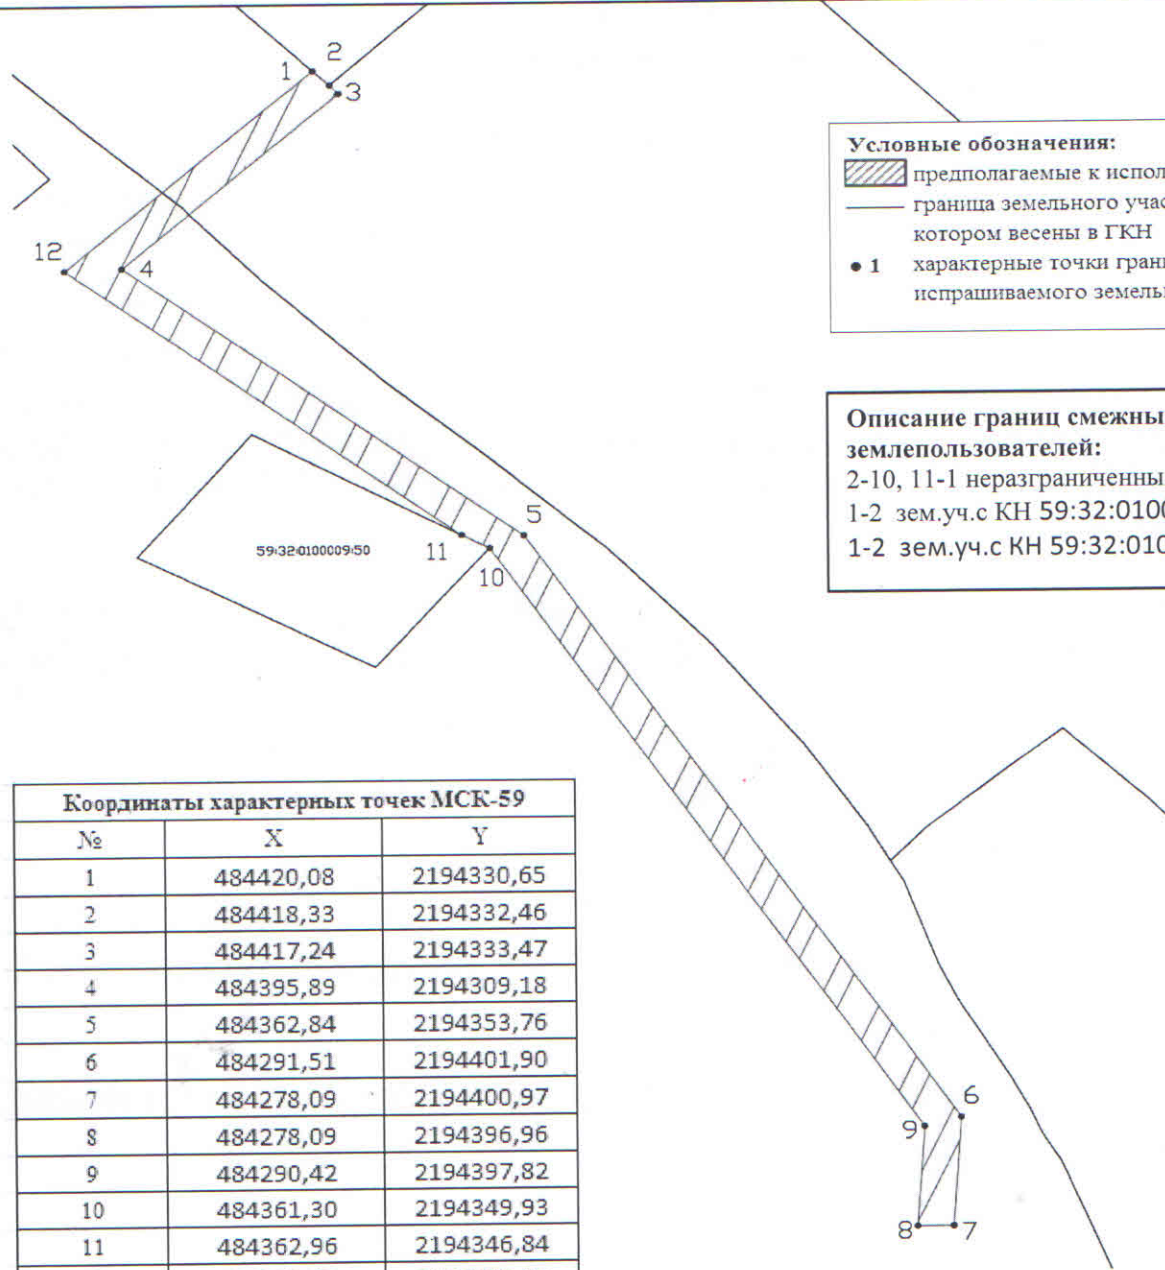 2
1
3
12
4
Условные обозначения:
предполагаемые к испол
граница земельного учас
котором весены в ГКН
• 1 характерные точки грани
испрашиваемого земель
Описание границ смежны
землепользователей:
2-10, 11-1 неразграниченны
1-2 зем.уч.с КН 59:32:0100
1-2 зем.уч.с КН 59:32:010
5
11
10
59:32:0100009:50
6
9
8
7
Координаты характерных точек МСК-59
№ X Y
1 484420,08 2194330,65
2 484418,33 2194332,46
3 484417,24 2194333,47
4 484395,89 2194309,18
5 484362,84 2194353,76
6 484291,51 2194401,90
7 484278,09 2194400,97
8 484278,09 2194396,96
9 484290,42 2194397,82
10 484361,30 2194349,93
11 484362,96 2194346,84